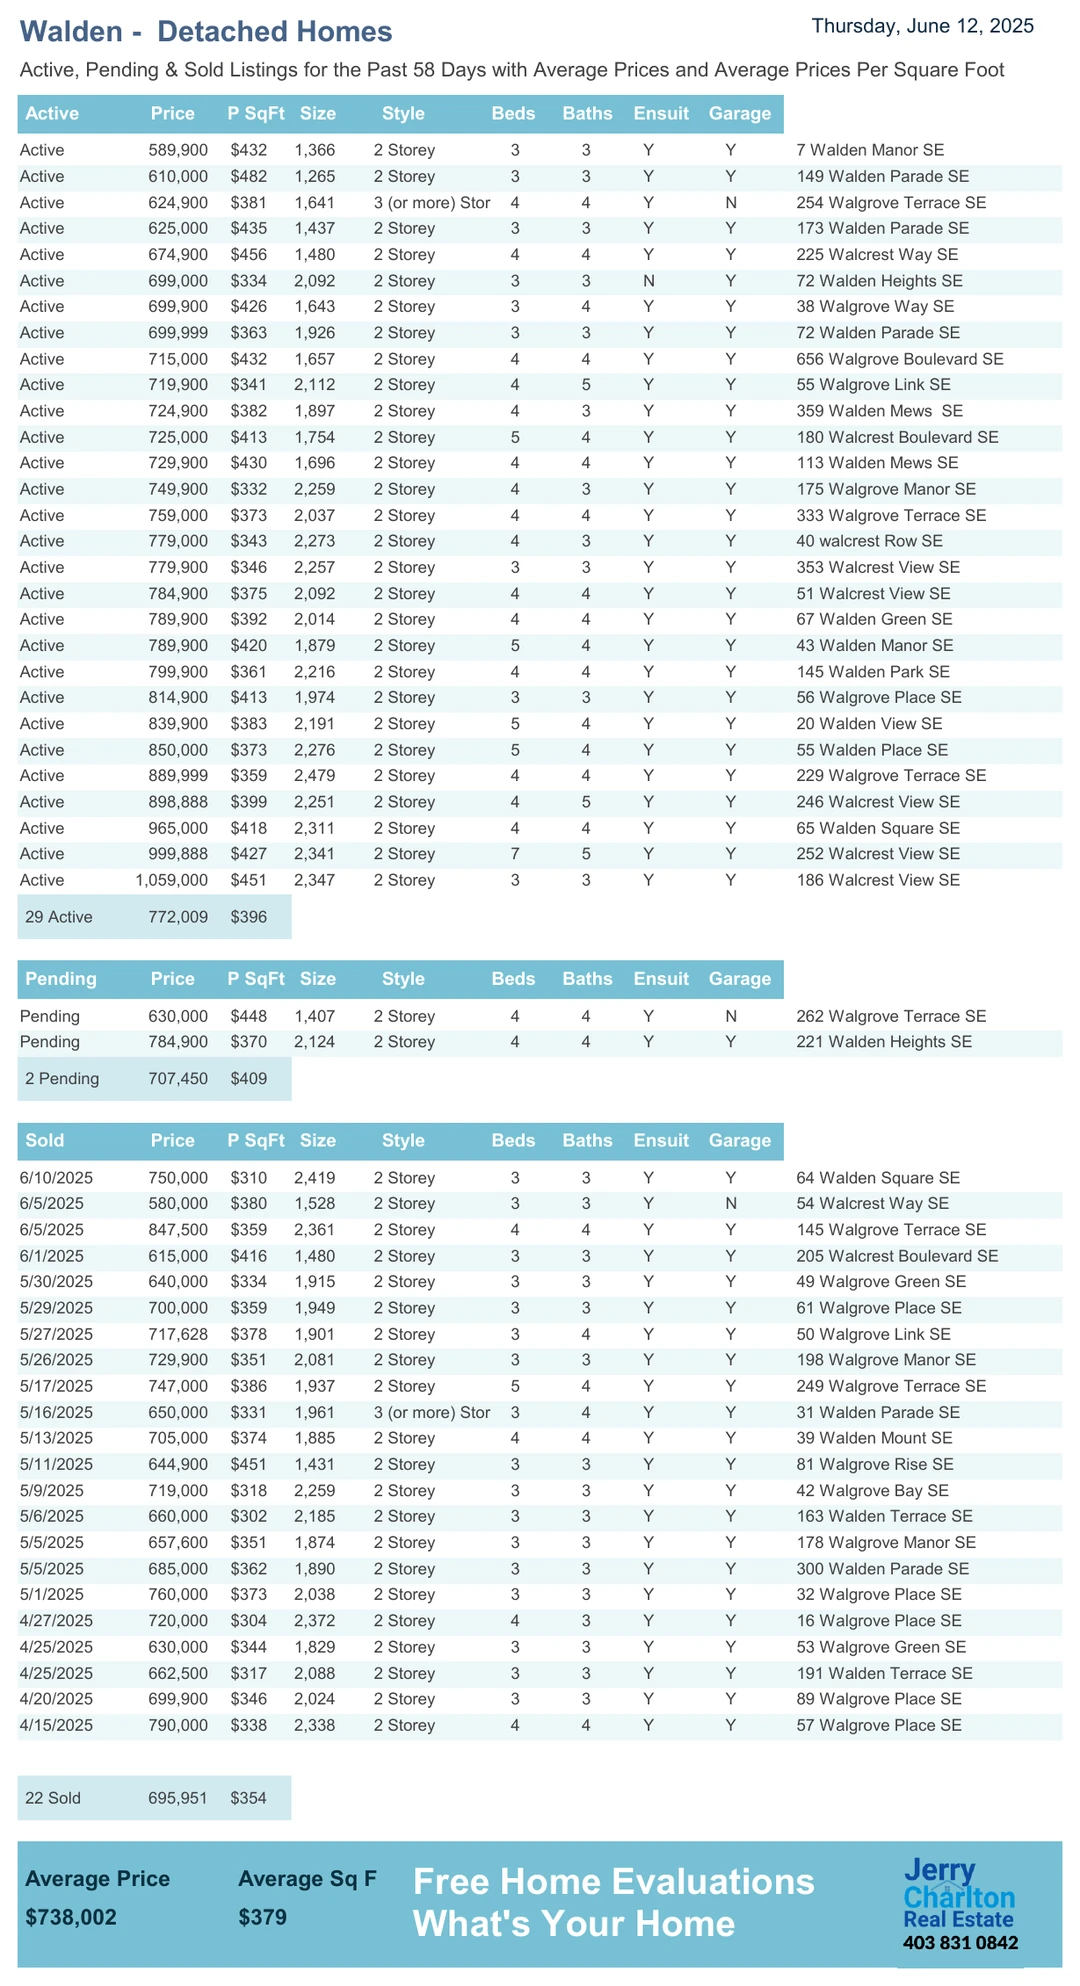 Walden -  Detached Homes
Thursday, June 12, 2025
Active, Pending & Sold Listings for the Past 58 Days with Average Prices and Average Prices Per Square Foot
Active Price P SqFt Size Style Beds Baths Ensuit Garage
Active 589,900 $432 1,366 2 Storey 3 3 Y Y 7 Walden Manor SE
Active 610,000 $482 1,265 2 Storey 3 3 Y Y 149 Walden Parade SE
Active 624,900 $381 1,641 3 (or more) Stor 4 4 Y N 254 Walgrove Terrace SE
Active 625,000 $435 1,437 2 Storey 3 3 Y Y 173 Walden Parade SE
Active 674,900 $456 1,480 2 Storey 4 4 Y Y 225 Walcrest Way SE
Active 699,000 $334 2,092 2 Storey 3 3 N Y 72 Walden Heights SE
Active 699,900 $426 1,643 2 Storey 3 4 Y Y 38 Walgrove Way SE
Active 699,999 $363 1,926 2 Storey 3 3 Y Y 72 Walden Parade SE
Active 715,000 $432 1,657 2 Storey 4 4 Y Y 656 Walgrove Boulevard SE
Active 719,900 $341 2,112 2 Storey 4 5 Y Y 55 Walgrove Link SE
Active 724,900 $382 1,897 2 Storey 4 3 Y Y 359 Walden Mews  SE
Active 725,000 $413 1,754 2 Storey 5 4 Y Y 180 Walcrest Boulevard SE
Active 729,900 $430 1,696 2 Storey 4 4 Y Y 113 Walden Mews SE
Active 749,900 $332 2,259 2 Storey 4 3 Y Y 175 Walgrove Manor SE
Active 759,000 $373 2,037 2 Storey 4 4 Y Y 333 Walgrove Terrace SE
Active 779,000 $343 2,273 2 Storey 4 3 Y Y 40 walcrest Row SE
Active 779,900 $346 2,257 2 Storey 3 3 Y Y 353 Walcrest View SE
Active 784,900 $375 2,092 2 Storey 4 4 Y Y 51 Walcrest View SE
Active 789,900 $392 2,014 2 Storey 4 4 Y Y 67 Walden Green SE
Active 789,900 $420 1,879 2 Storey 5 4 Y Y 43 Walden Manor SE
Active 799,900 $361 2,216 2 Storey 4 4 Y Y 145 Walden Park SE
Active 814,900 $413 1,974 2 Storey 3 3 Y Y 56 Walgrove Place SE
Active 839,900 $383 2,191 2 Storey 5 4 Y Y 20 Walden View SE
Active 850,000 $373 2,276 2 Storey 5 4 Y Y 55 Walden Place SE
Active 889,999 $359 2,479 2 Storey 4 4 Y Y 229 Walgrove Terrace SE
Active 898,888 $399 2,251 2 Storey 4 5 Y Y 246 Walcrest View SE
Active 965,000 $418 2,311 2 Storey 4 4 Y Y 65 Walden Square SE
Active 999,888 $427 2,341 2 Storey 7 5 Y Y 252 Walcrest View SE
Active 1,059,000 $451 2,347 2 Storey 3 3 Y Y 186 Walcrest View SE
29 Active 772,009 $396
Pending Price P SqFt Size Style Beds Baths Ensuit Garage
Pending 630,000 $448 1,407 2 Storey 4 4 Y N 262 Walgrove Terrace SE
Pending 784,900 $370 2,124 2 Storey 4 4 Y Y 221 Walden Heights SE
2 Pending 707,450 $409
Sold Price P SqFt Size Style Beds Baths Ensuit Garage
6/10/2025 750,000 $310 2,419 2 Storey 3 3 Y Y 64 Walden Square SE
6/5/2025 580,000 $380 1,528 2 Storey 3 3 Y N 54 Walcrest Way SE
6/5/2025 847,500 $359 2,361 2 Storey 4 4 Y Y 145 Walgrove Terrace SE
6/1/2025 615,000 $416 1,480 2 Storey 3 3 Y Y 205 Walcrest Boulevard SE
5/30/2025 640,000 $334 1,915 2 Storey 3 3 Y Y 49 Walgrove Green SE
5/29/2025 700,000 $359 1,949 2 Storey 3 3 Y Y 61 Walgrove Place SE
5/27/2025 717,628 $378 1,901 2 Storey 3 4 Y Y 50 Walgrove Link SE
5/26/2025 729,900 $351 2,081 2 Storey 3 3 Y Y 198 Walgrove Manor SE
5/17/2025 747,000 $386 1,937 2 Storey 5 4 Y Y 249 Walgrove Terrace SE
5/16/2025 650,000 $331 1,961 3 (or more) Stor 3 4 Y Y 31 Walden Parade SE
5/13/2025 705,000 $374 1,885 2 Storey 4 4 Y Y 39 Walden Mount SE
5/11/2025 644,900 $451 1,431 2 Storey 3 3 Y Y 81 Walgrove Rise SE
5/9/2025 719,000 $318 2,259 2 Storey 3 3 Y Y 42 Walgrove Bay SE
5/6/2025 660,000 $302 2,185 2 Storey 3 3 Y Y 163 Walden Terrace SE
5/5/2025 657,600 $351 1,874 2 Storey 3 3 Y Y 178 Walgrove Manor SE
5/5/2025 685,000 $362 1,890 2 Storey 3 3 Y Y 300 Walden Parade SE
5/1/2025 760,000 $373 2,038 2 Storey 3 3 Y Y 32 Walgrove Place SE
4/27/2025 720,000 $304 2,372 2 Storey 4 3 Y Y 16 Walgrove Place SE
4/25/2025 630,000 $344 1,829 2 Storey 3 3 Y Y 53 Walgrove Green SE
4/25/2025 662,500 $317 2,088 2 Storey 3 3 Y Y 191 Walden Terrace SE
4/20/2025 699,900 $346 2,024 2 Storey 3 3 Y Y 89 Walgrove Place SE
4/15/2025 790,000 $338 2,338 2 Storey 4 4 Y Y 57 Walgrove Place SE
22 Sold 695,951 $354
Average Price Average Sq F
$738,002 $379
Free Home Evaluations
What's Your Home
Jerry
Charlton
Real Estate
403 831 0842